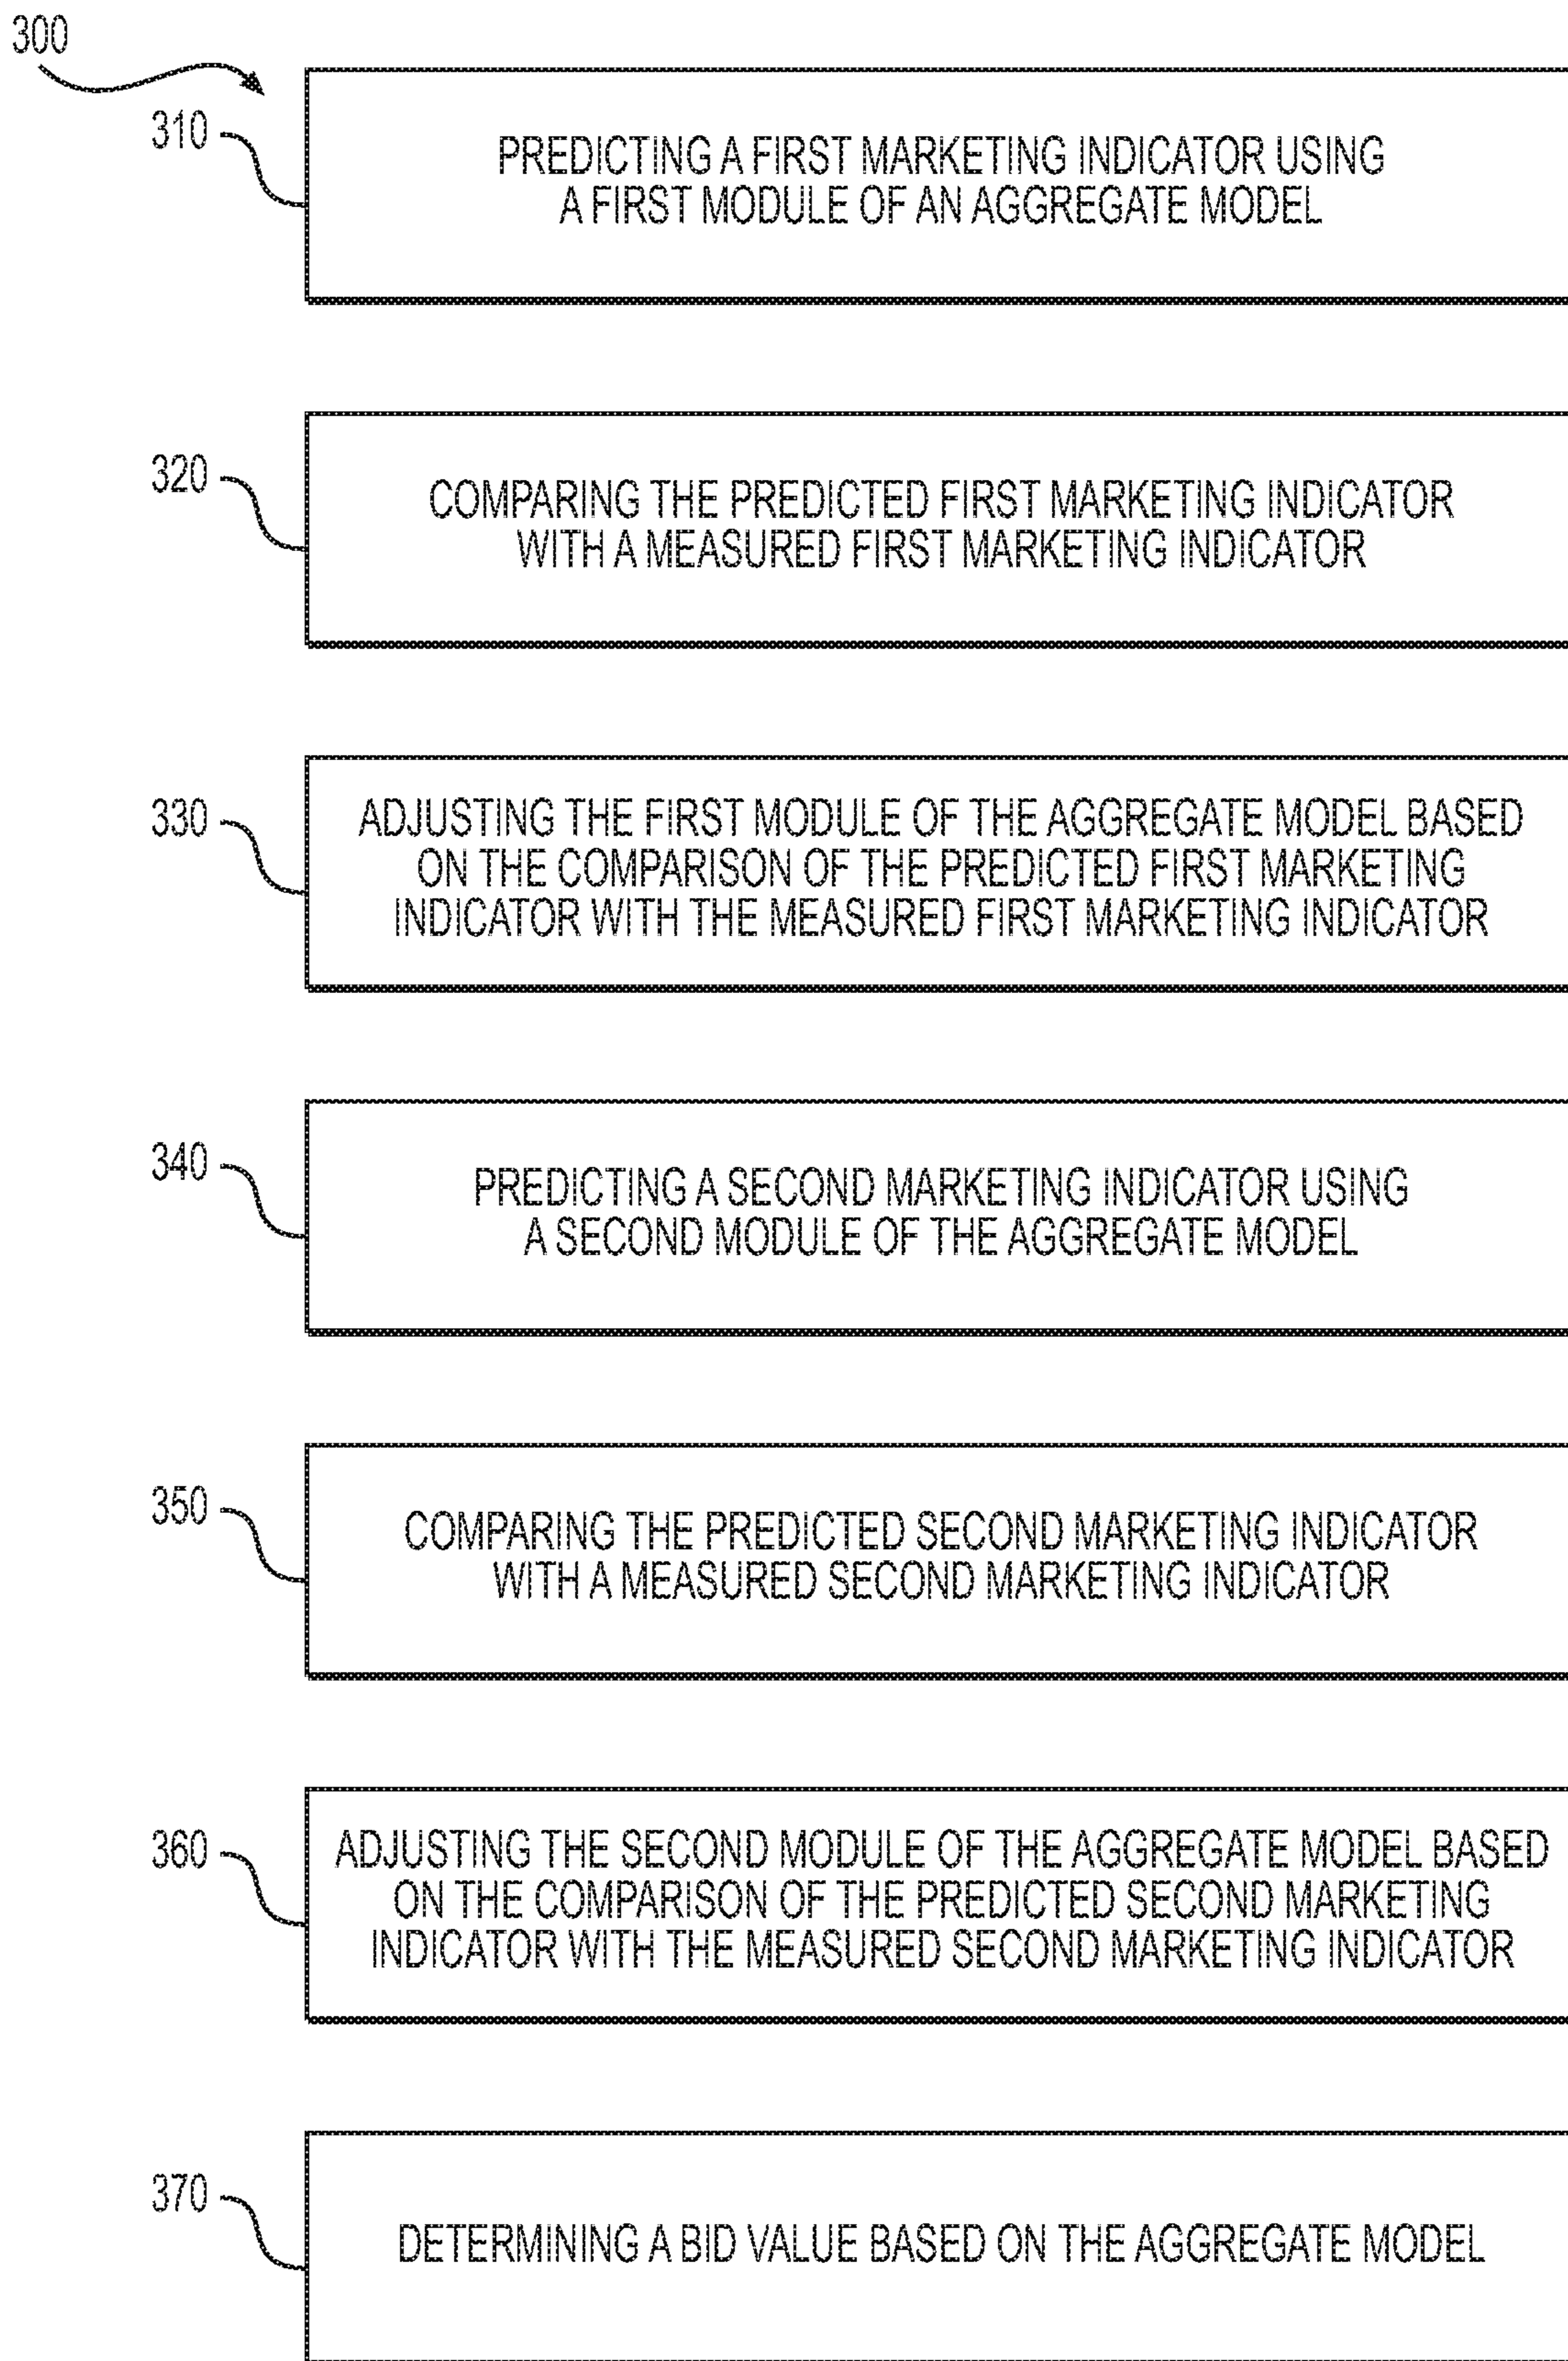 300
310
PREDICTING A FIRST MARKETING INDICATOR USING
A FIRST MODULE OF AN AGGREGATE MODEL
320
COMPARING THE PREDICTED FIRST MARKETING INDICATOR
WITH A MEASURED FIRST MARKETING INDICATOR
330
ADJUSTING THE FIRST MODULE OF THE AGGREGATE MODEL BASED
ON THE COMPARISON OF THE PREDICTED FIRST MARKETING
INDICATOR WITH THE MEASURED FIRST MARKETING INDICATOR
340
PREDICTING A SECOND MARKETING INDICATOR USING
A SECOND MODULE OF THE AGGREGATE MODEL
350
COMPARING THE PREDICTED SECOND MARKETING INDICATOR
WITH A MEASURED SECOND MARKETING INDICATOR
360
ADJUSTING THE SECOND MODULE OF THE AGGREGATE MODEL BASED
ON THE COMPARISON OF THE PREDICTED SECOND MARKETING
INDICATOR WITH THE MEASURED SECOND MARKETING INDICATOR
370
DETERMINING A BID VALUE BASED ON THE AGGREGATE MODEL